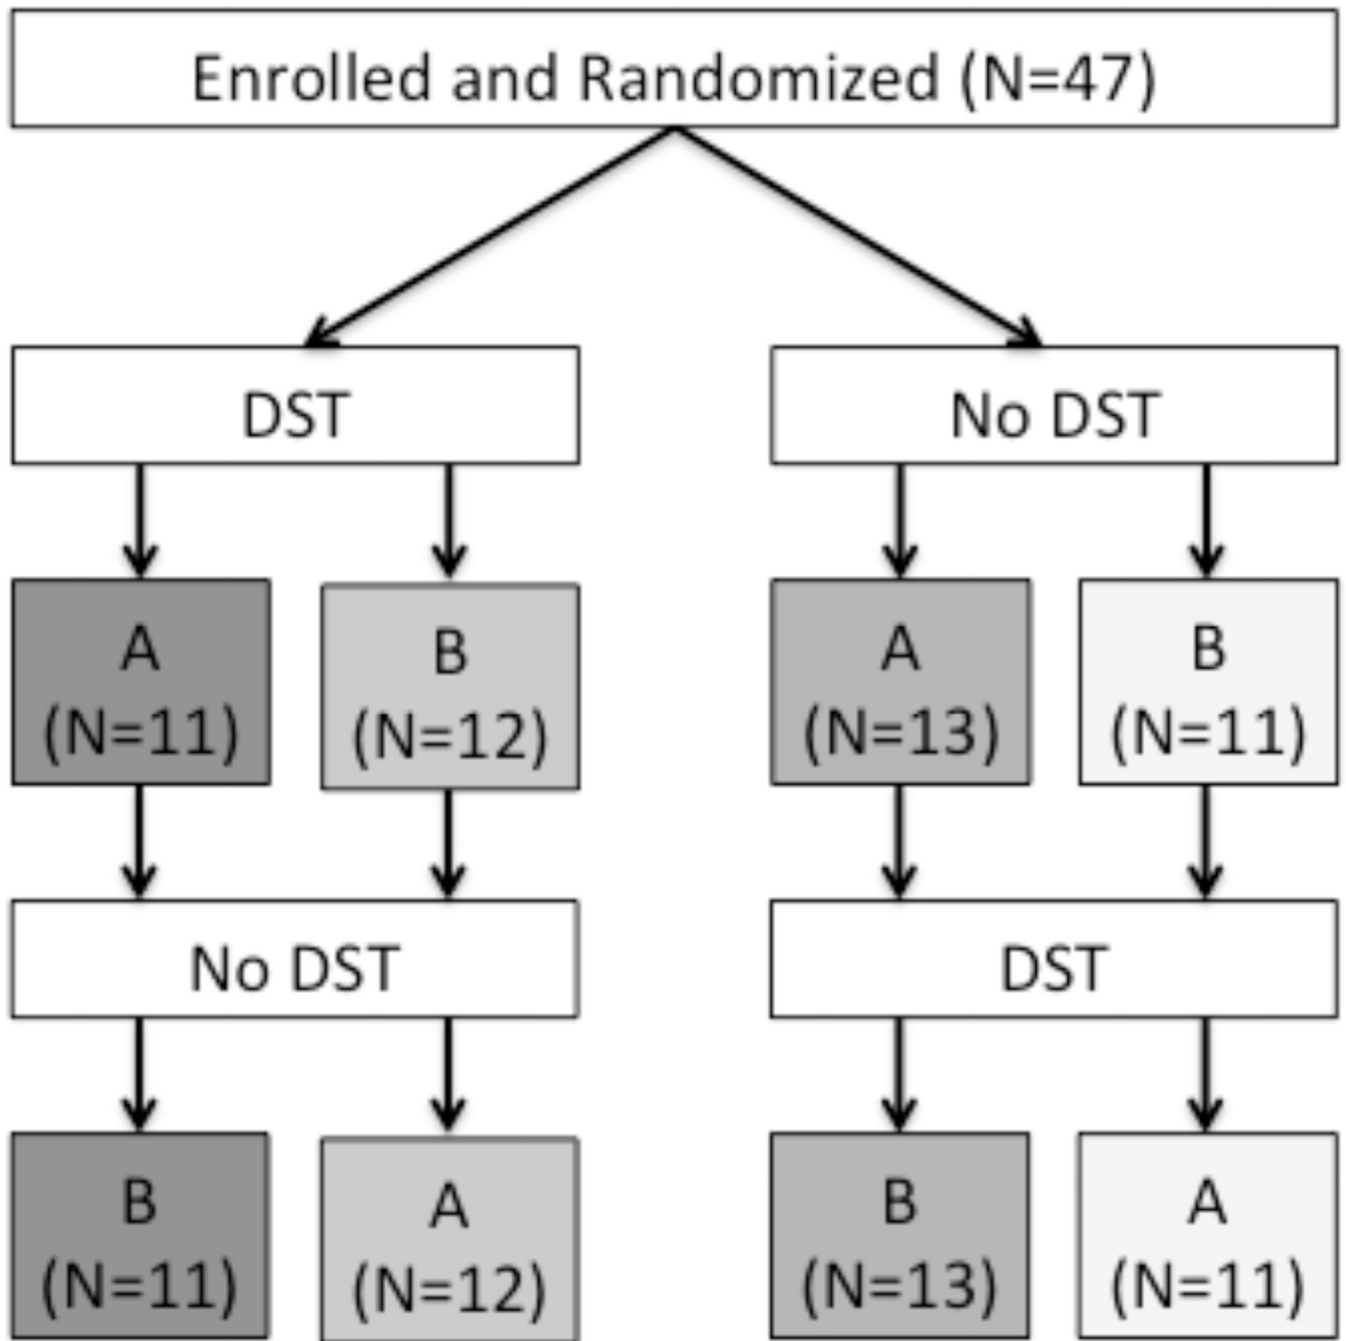 Enrolled and Randomized (N=47)
DST
No DST
A
(N=11)
B
(N=12)
A
(N=13)
B
(N=11)
No DST
DST
B
(N=11)
A
(N=12)
B
(N=13)
A
(N=11)